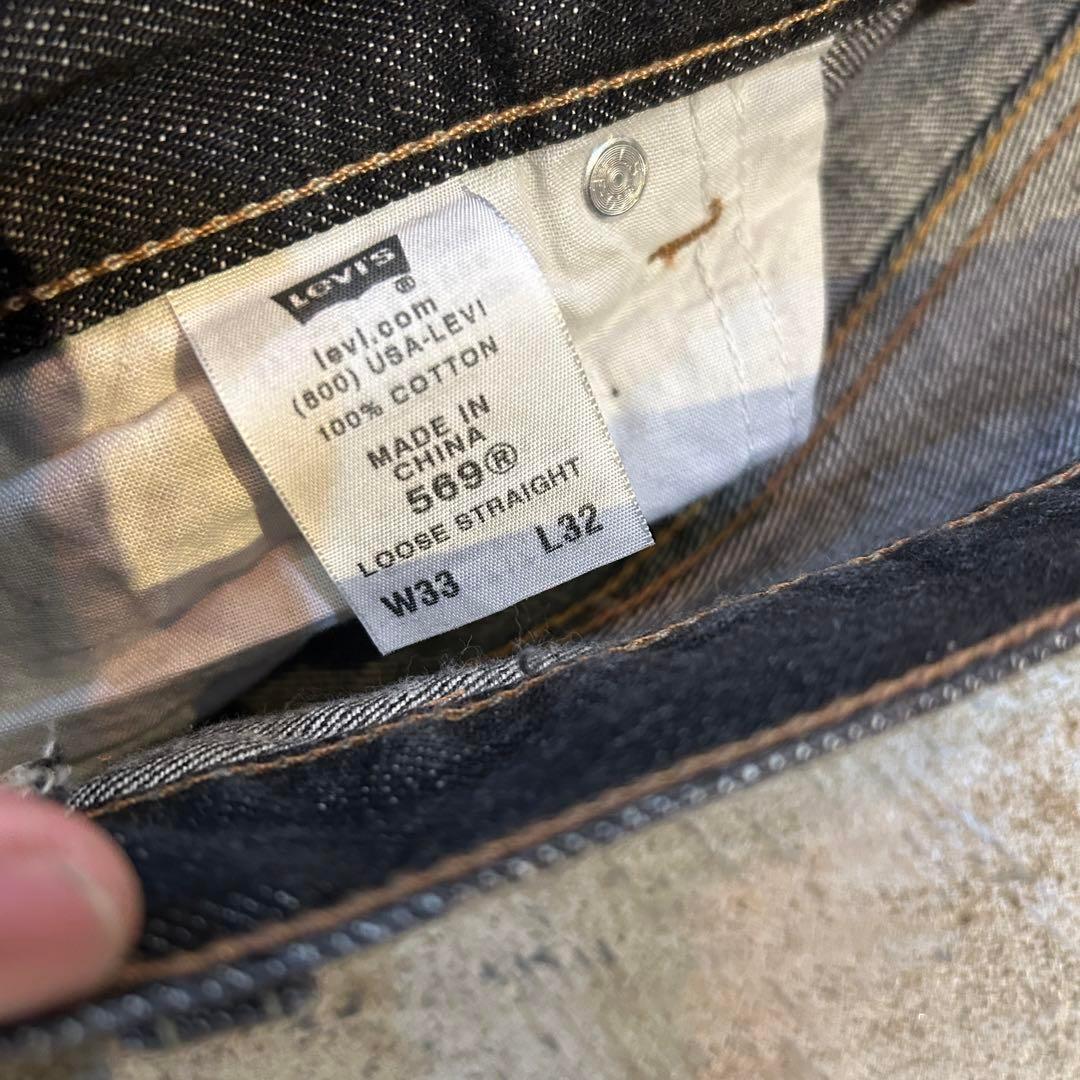 LEVI'S
®
levi.com
(800) USA-LEVI
100% COTTON
MADE IN
CHINA
569®
LOOSE STRAIGHT
W33 L32